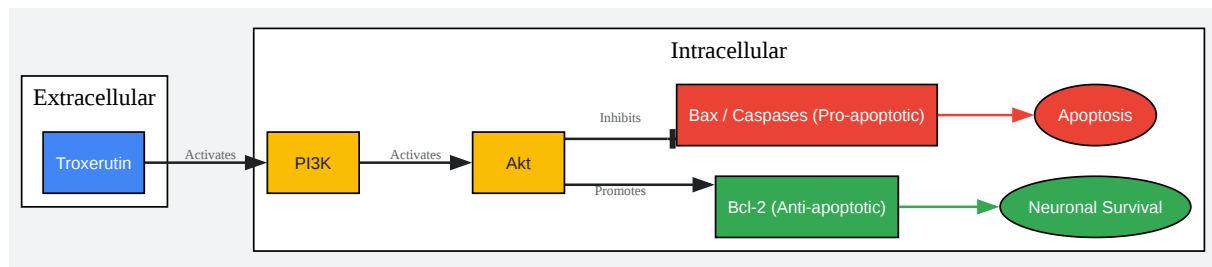 Intracellular
Extracellular
Troxerutin
Activates
PI3K
Activates
Akt
Inhibits
Bax / Caspases (Pro-apoptotic)
Apoptosis
Promotes
Bcl-2 (Anti-apoptotic)
Neuronal Survival